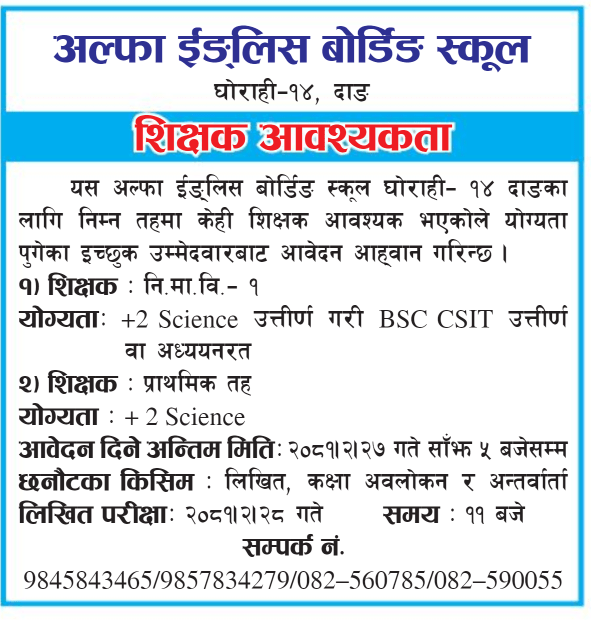 अल्फा ईङ्लिस बोर्डिङ स्कूल
घोराही-१४, दाङ
शिक्षक आवश्यकता
यस अल्फा ईङ्लिस बोर्डिङ स्कूल घोराही- १४ दाङका
लागि निम्न तहमा केही शिक्षक आवश्यक भएकोले योग्यता
पुगेका इच्छुक उम्मेदवारबाट आवेदन आह्वान गरिन्छ ।
१) शिक्षक : नि.मा.वि.- १
योग्यताः +2 Science उत्तीर्ण गरी BSC CSIT उत्तीर्ण
वा अध्ययनरत
२) शिक्षक : प्राथमिक तह
योग्यता : + 2 Science
आवेदन दिने अन्तिम मिति: २०८१।२।२७ गते साँझ ५ बजेसम्म
छनौटका किसिम : लिखित, कक्षा अवलोकन र अन्तर्वार्ता
लिखित परीक्षा: २०८१।२।२८ गते समय : ११ बजे
सम्पर्क नं.
9845843465/9857834279/082–560785/082–590055